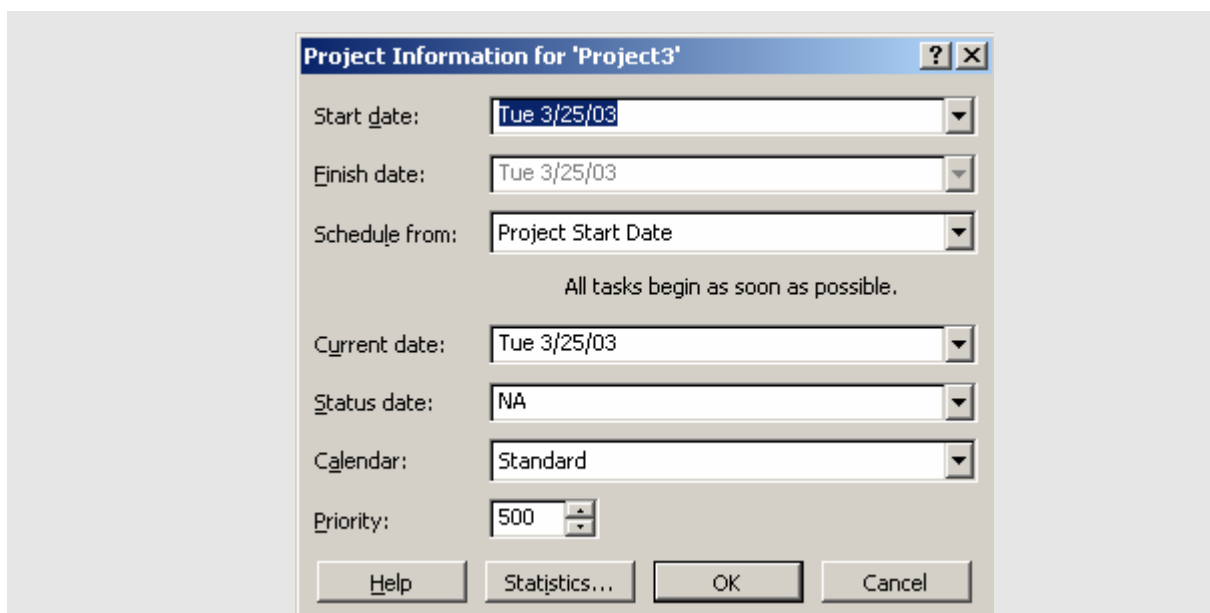 Project Information for 'Project3'
Start date: Tue 3/25/03
Finish date: Tue 3/25/03
Schedule from: Project Start Date
All tasks begin as soon as possible.
Current date: Tue 3/25/03
Status date: NA
Calendar: Standard
Priority: 500
Help Statistics... OK Cancel